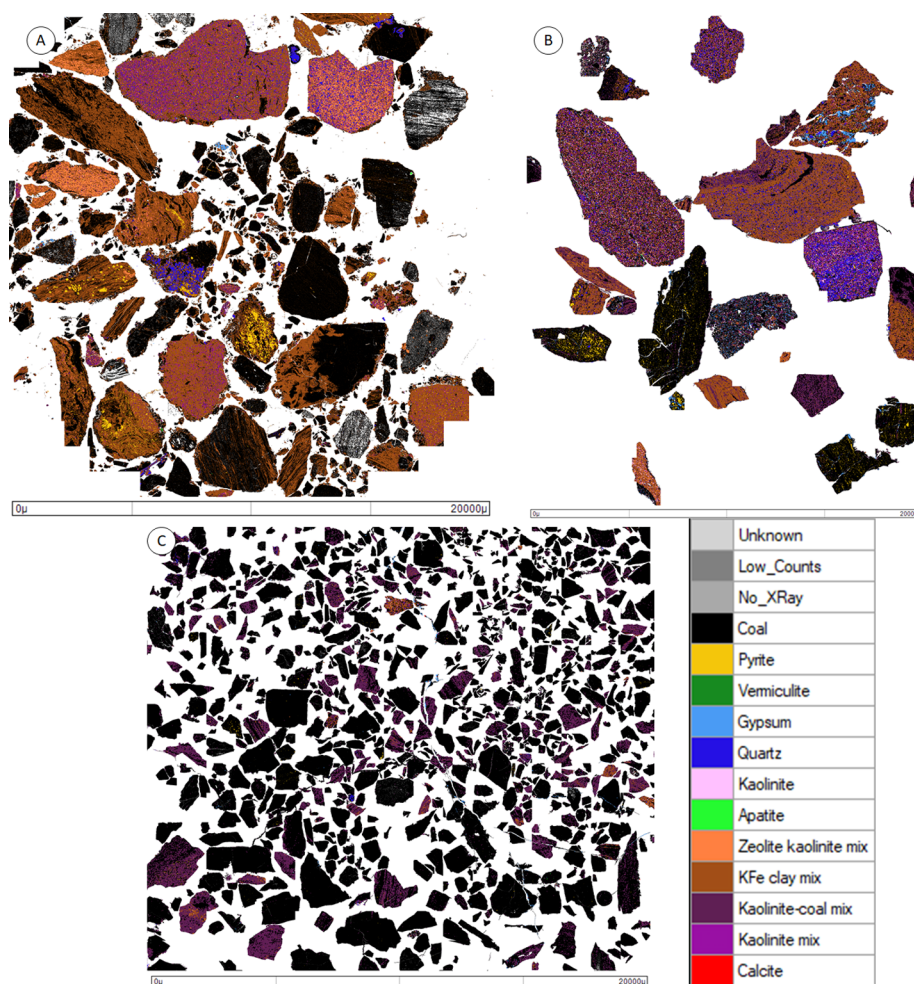 A
B
0μ 20000μ
0μ 2000
C
0μ 20000μ
Unknown
Low_Counts
No_XRay
Coal
Pyrite
Vermiculite
Gypsum
Quartz
Kaolinite
Apatite
Zeolite kaolinite mix
KFe clay mix
Kaolinite-coal mix
Kaolinite mix
Calcite